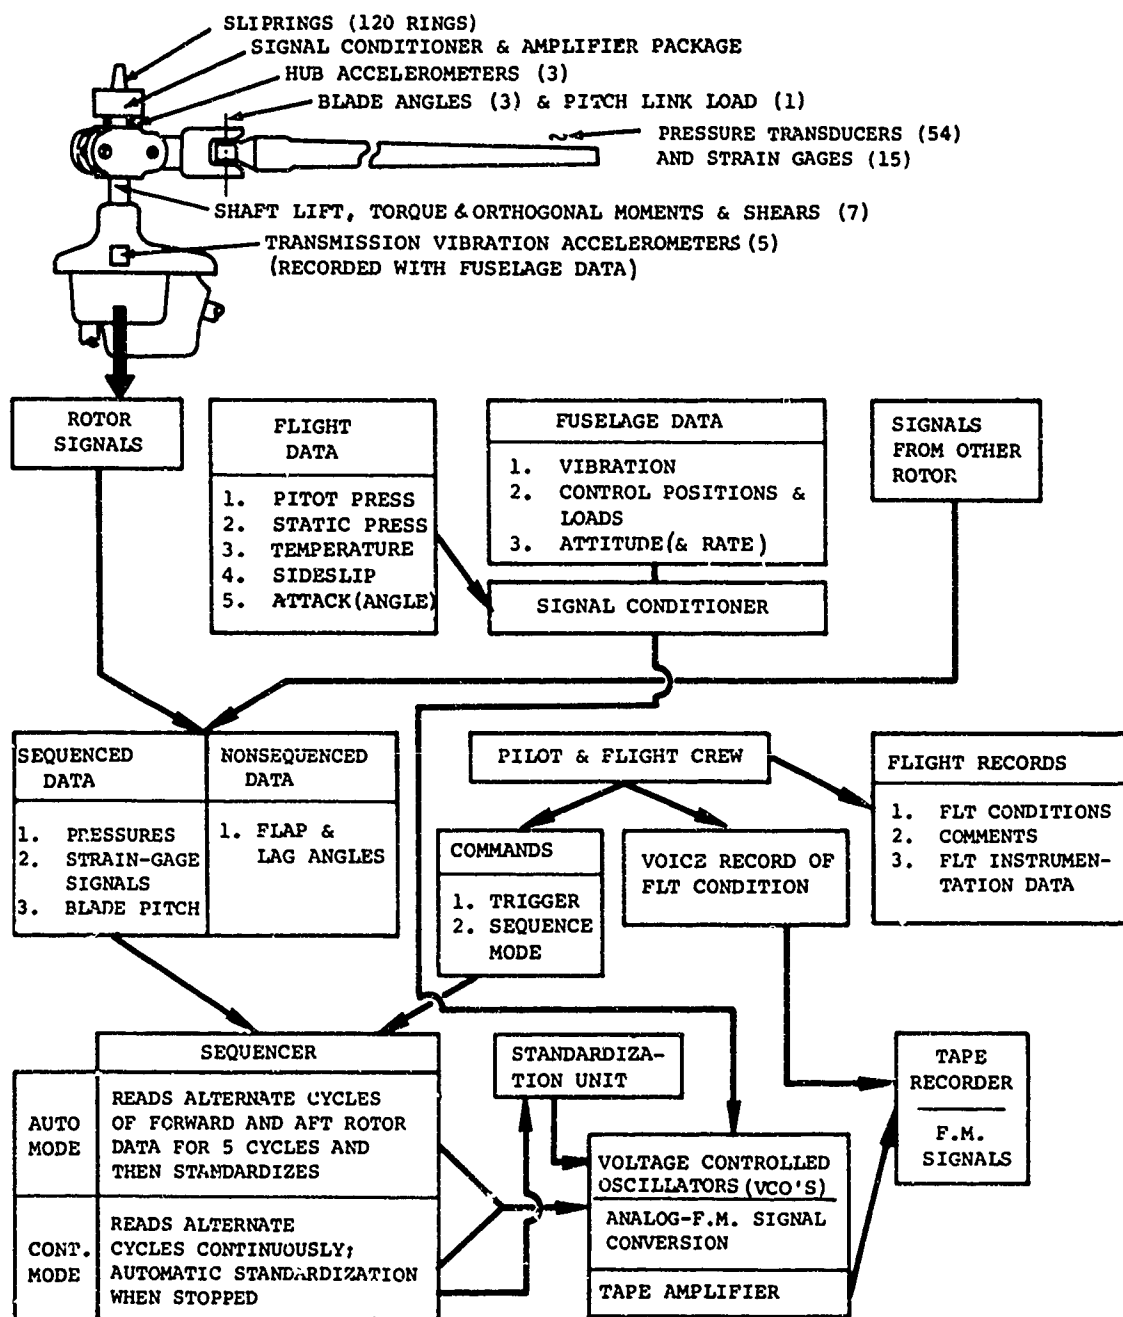 SLIPRINGS (120 RINGS)
SIGNAL CONDITIONER & AMPLIFIER PACKAGE
HUB ACCELEROMETERS (3)
BLADE ANGLES (3) & PITCH LINK LOAD (1)
PRESSURE TRANSDUCERS (54)
AND STRAIN GAGES (15)
SHAFT LIFT, TORQUE & ORTHOGONAL MOMENTS & SHEARS (7)
TRANSMISSION VIBRATION ACCELEROMETERS (5)
(RECORDED WITH FUSELAGE DATA)
ROTOR
SIGNALS
FLIGHT
DATA
1. PITOT PRESS
2. STATIC PRESS
3. TEMPERATURE
4. SIDESLIP
5. ATTACK (ANGLE)
FUSELAGE DATA
1. VIBRATION
2. CONTROL POSITIONS &
LOADS
3. ATTITUDE (& RATE)
SIGNAL CONDITIONER
SIGNALS
FROM OTHER
ROTOR
SEQUENCED
DATA
1. PRESSURES
2. STRAIN-GAGE
SIGNALS
3. BLADE PITCH
NONSEQUENCED
DATA
1. FLAP &
LAG ANGLES
PILOT & FLIGHT CREW
COMMANDS
1. TRIGGER
2. SEQUENCE
MODE
VOICE RECORD OF
FLT CONDITION
FLIGHT RECORDS
1. FLT CONDITIONS
2. COMMENTS
3. FLT INSTRUMEN-
TATION DATA
SEQUENCER
AUTO
MODE
READS ALTERNATE CYCLES
OF FORWARD AND AFT ROTOR
DATA FOR 5 CYCLES AND
THEN STANDARDIZES
CONT.
MODE
READS ALTERNATE
CYCLES CONTINUOUSLY;
AUTOMATIC STANDARDIZATION
WHEN STOPPED
STANDARDIZA-
TION UNIT
VOLTAGE CONTROLLED
OSCILLATORS (VCO'S)
ANALOG-F.M. SIGNAL
CONVERSION
TAPE AMPLIFIER
TAPE
RECORDER
F.M.
SIGNALS